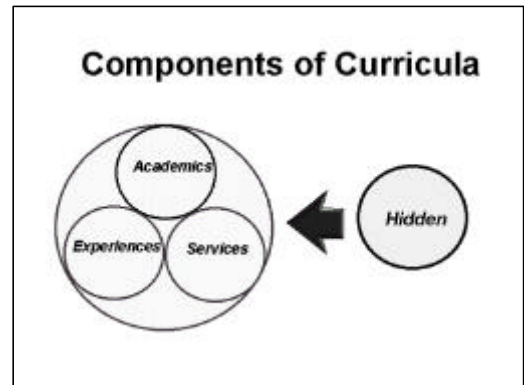 Components of Curricula
Academics
Experiences
Services
Hidden